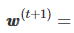 𝒘⁽ᵗ⁺¹⁾ =